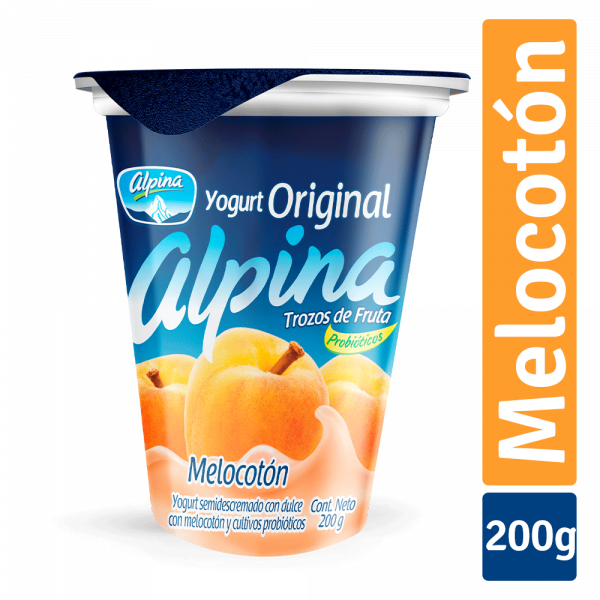 alpina
Yogurt Original
alpina
Trozos de Fruta
Probióticos
Melocotón
Yogurt semidescremado con dulce
con melocotón y cultivos probióticos
Cont. Neto
200 g
Melocotón
200g